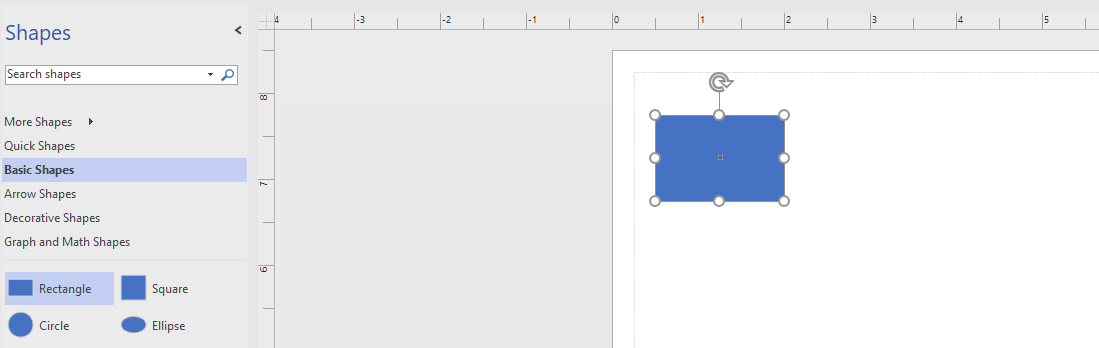 Shapes
Search shapes
More Shapes
Quick Shapes
Basic Shapes
Arrow Shapes
Decorative Shapes
Graph and Math Shapes
Rectangle
Square
Circle
Ellipse
4 -3 -2 -1 0 1 2 3 4 5
8
7
6